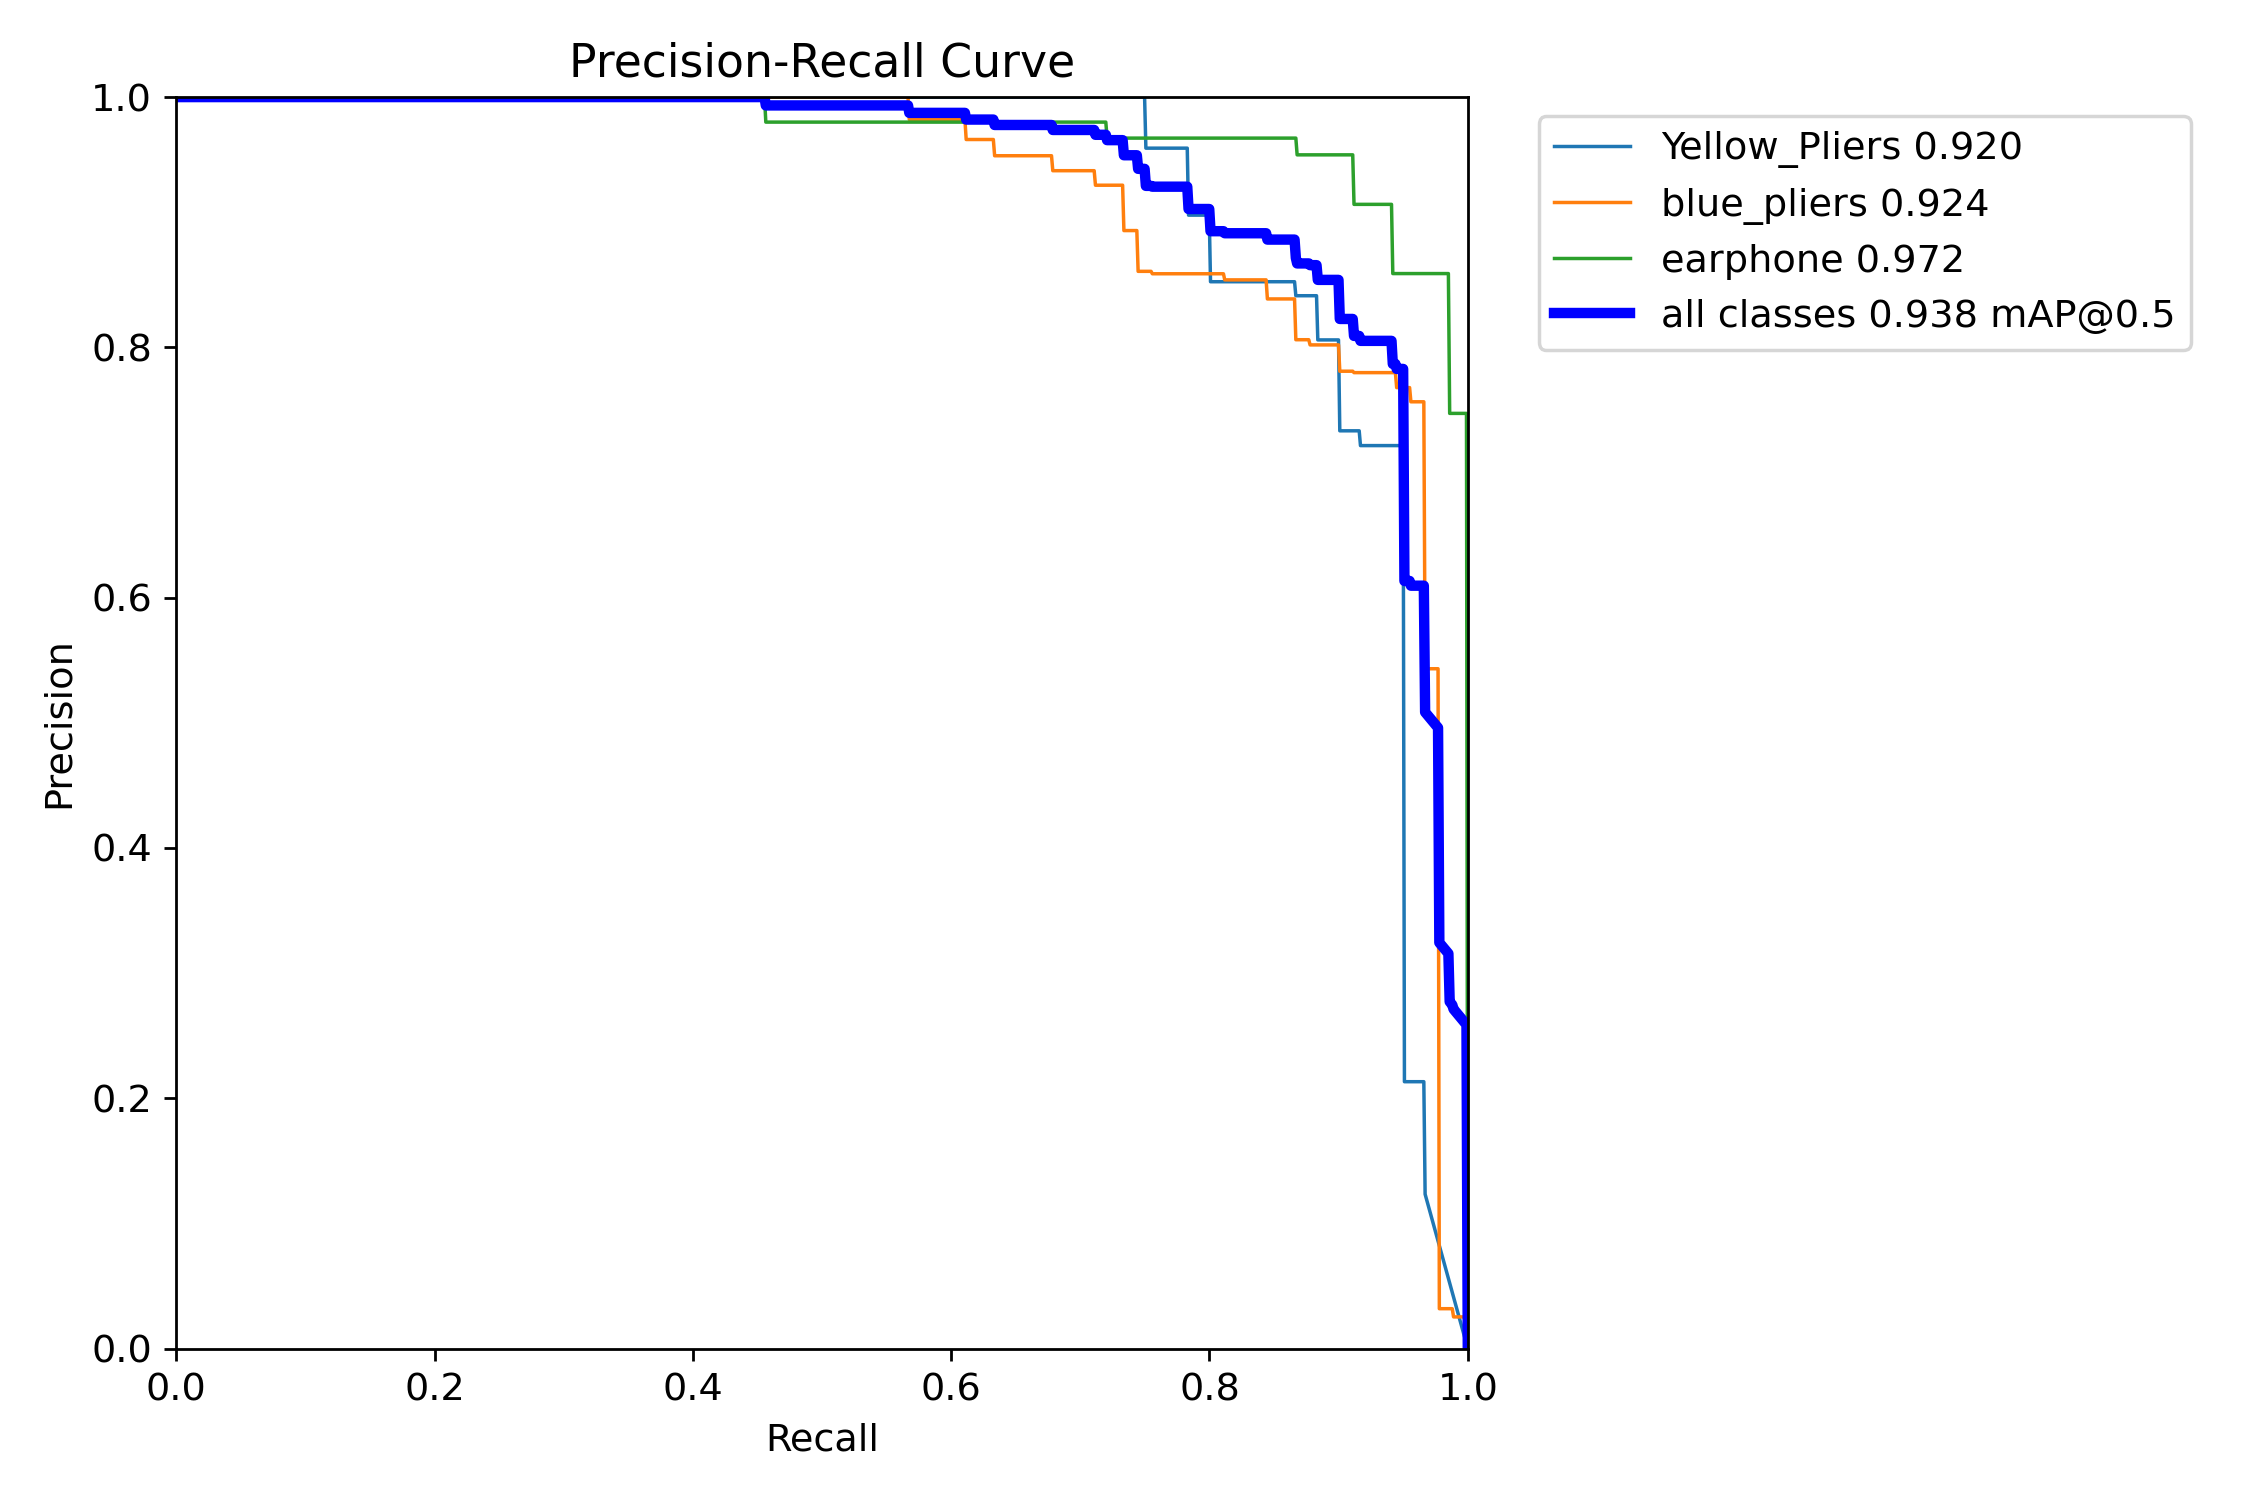 Precision-Recall Curve
1.0
0.8
0.6
0.4
0.2
0.0
Precision
0.0 0.2 0.4 0.6 0.8 1.0
Recall
Yellow_Pliers 0.920
blue_pliers 0.924
earphone 0.972
all classes 0.938 mAP@0.5